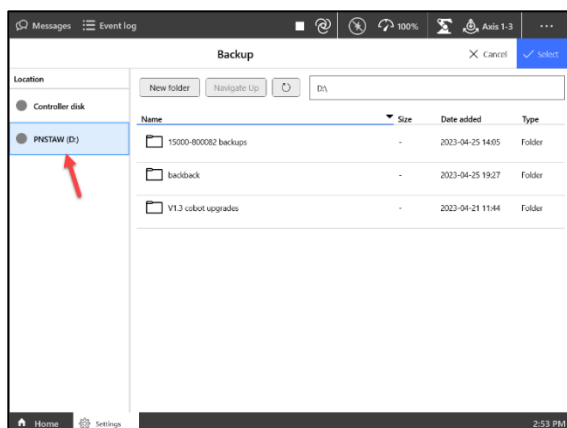 Messages Event log 100% Axis 1-3 ...
Backup Cancel Select
Location
Controller disk
PNSTAW (D:)
New folder Navigate Up D:\
Name Size Date added Type
15000-800082 backups - 2023-04-25 14:05 Folder
backback - 2023-04-25 19:27 Folder
V1.3 cobot upgrades - 2023-04-21 11:44 Folder
Home Settings 2:53 PM